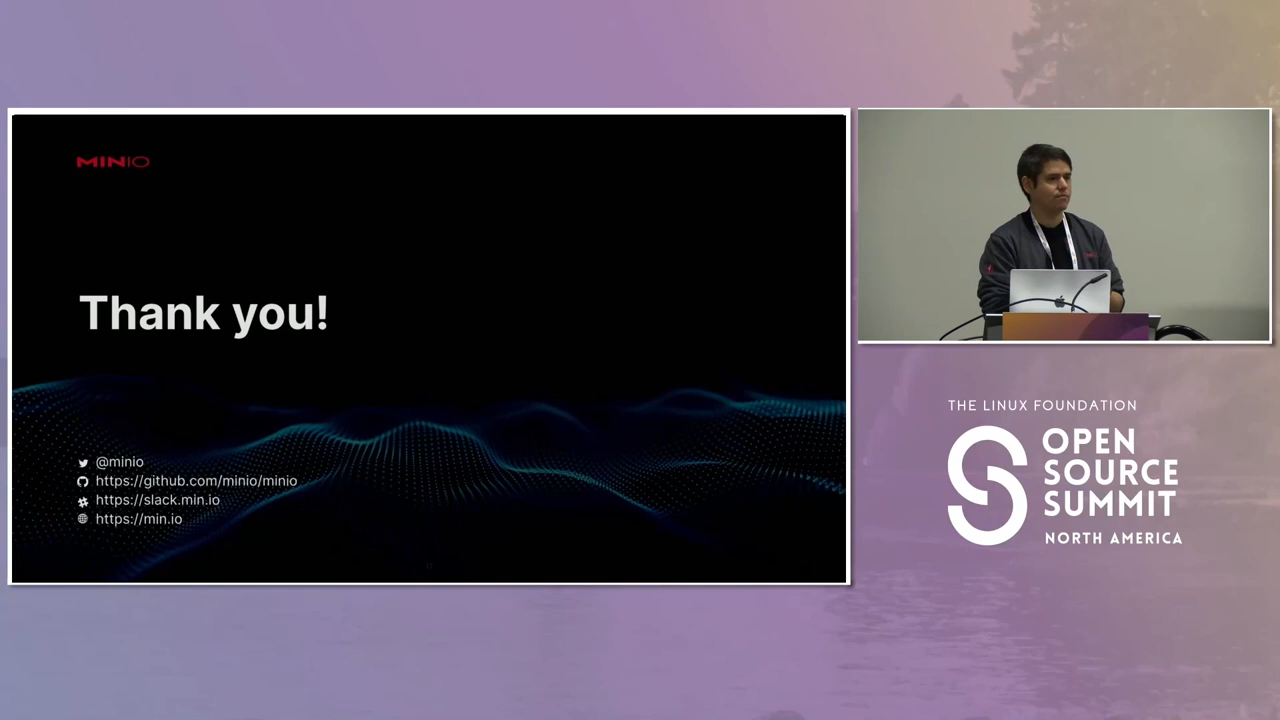 MINIO
Thank you!
@minio
https://github.com/minio/minio
https://slack.min.io
https://min.io
THE LINUX FOUNDATION
OPEN
SOURCE
SUMMIT
NORTH AMERICA